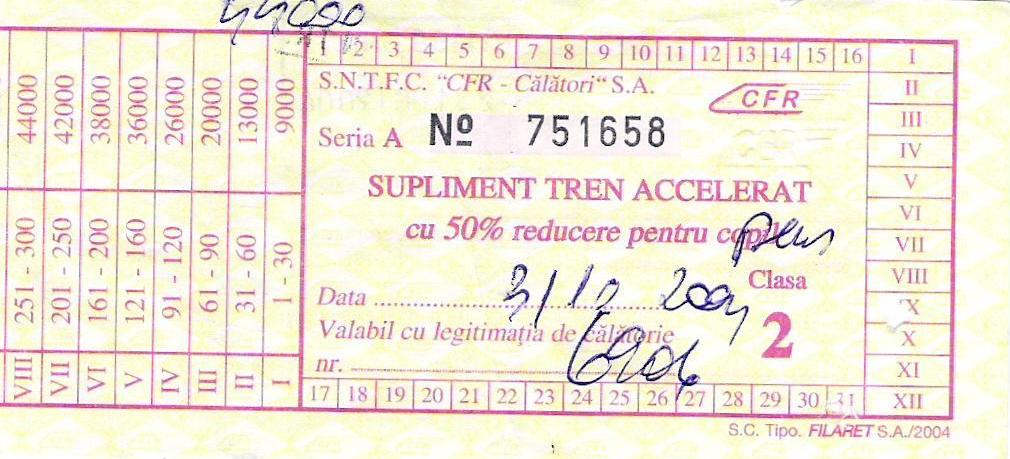 44000
1 2 3 4 5 6 7 8 9 10 11 12 13 14 15 16 I
S.N.T.F.C. "CFR - Călători" S.A.
CFR
Seria A Nº 751658
SUPLIMENT TREN ACCELERAT
cu 50% reducere pentru copii
pens
Clasa
2
Data 31/10 2004
Valabil cu legitimaţia de călătorie
nr.
17 18 19 20 21 22 23 24 25 26 27 28 29 30 31 XII
II
III
IV
V
VI
VII
VIII
X
X
XI
S.C. Tipo. FILARET S.A./2004
44000 42000 38000 36000 26000 20000 13000 9000
251 - 300 201 - 250 161 - 200 121 - 160 91 - 120 61 - 90 31 - 60 1 - 30
VIII VII VI V IV III II I